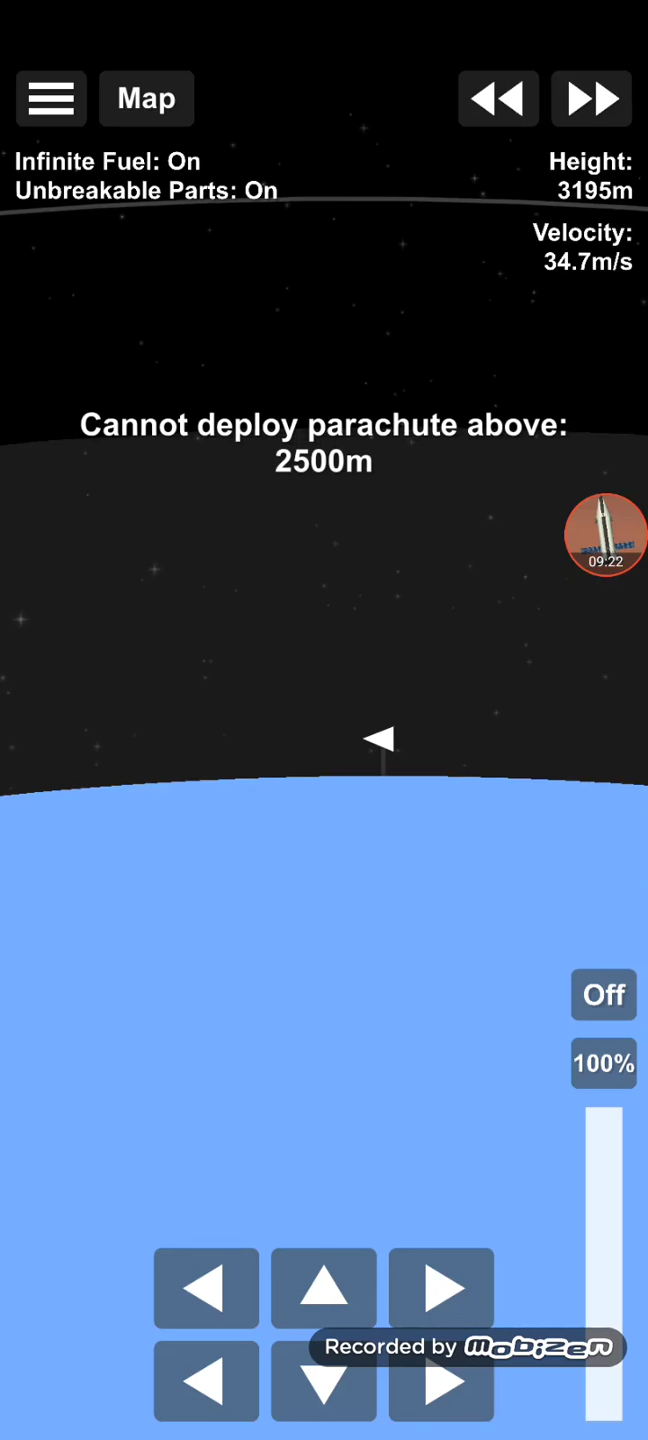 Map
Infinite Fuel: On
Unbreakable Parts: On
Height:
3195m
Velocity:
34.7m/s
Cannot deploy parachute above:
2500m
09:22
Off
100%
Recorded by mobizen